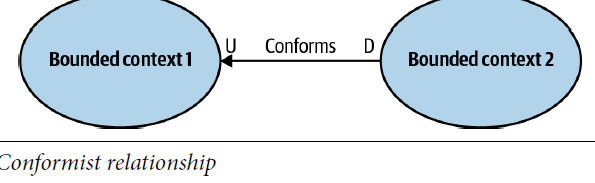 Bounded context 1 U Conforms D Bounded context 2
Conformist relationship